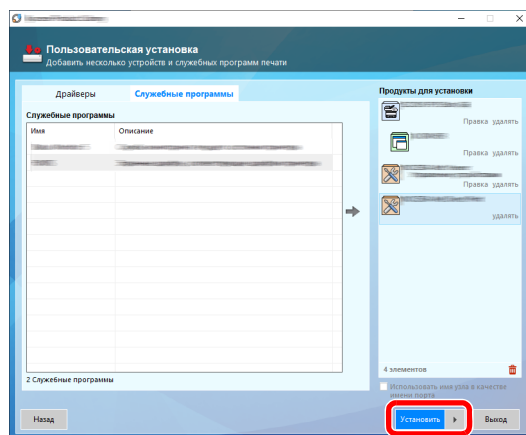 Пользовательская установка
Добавить несколько устройств и служебных программ печати
Драйверы
Служебные программы
Служебные программы
Имя
Описание
2 Служебные программы
Продукты для установки
Правка удалять
Правка удалять
Правка удалять
удалять
4 элементов
Использовать имя узла в качестве
имени порта
Назад
Установить
Выход